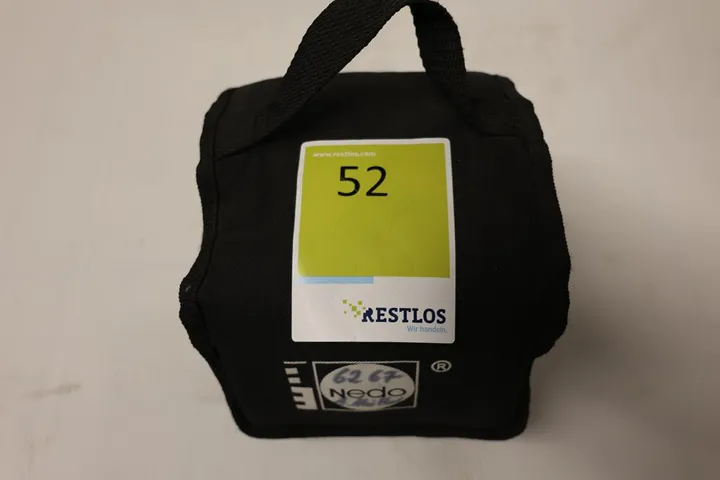 www.restlos.com
52
RESTLOS
Wir handeln.
®
62 67
Nedo